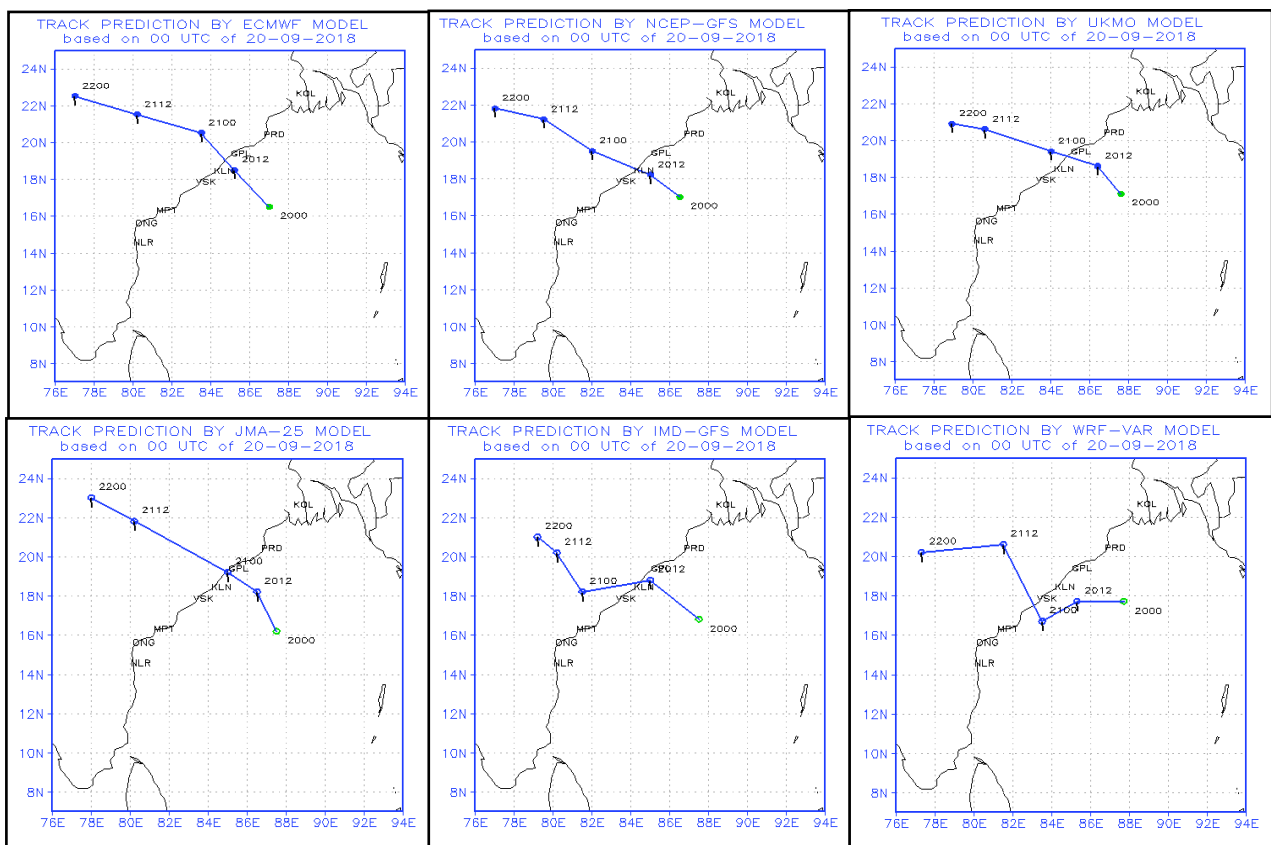 TRACK PREDICTION BY ECMWF MODEL
based on 00 UTC of 20-09-2018
24N
22N
20N
18N
16N
14N
12N
10N
8N
76E 78E 80E 82E 84E 86E 88E 90E 92E 94E
2200
2112
2100
2012
2000
KOL
PRD
GPL
KLN
VSK
MPT
ONG
NLR
TRACK PREDICTION BY NCEP-GFS MODEL
based on 00 UTC of 20-09-2018
24N
22N
20N
18N
16N
14N
12N
10N
8N
76E 78E 80E 82E 84E 86E 88E 90E 92E 94E
2200
2112
2100
2012
2000
KOL
PRD
GPL
KLN
VSK
MPT
ONG
NLR
TRACK PREDICTION BY UKMO MODEL
based on 00 UTC of 20-09-2018
24N
22N
20N
18N
16N
14N
12N
10N
8N
76E 78E 80E 82E 84E 86E 88E 90E 92E 94E
2200
2112
2100
2012
2000
KOL
PRD
GPL
KLN
VSK
MPT
ONG
NLR
TRACK PREDICTION BY JMA-25 MODEL
based on 00 UTC of 20-09-2018
24N
22N
20N
18N
16N
14N
12N
10N
8N
76E 78E 80E 82E 84E 86E 88E 90E 92E 94E
2200
2112
2100
2012
2000
KOL
PRD
GPL
KLN
VSK
MPT
ONG
NLR
TRACK PREDICTION BY IMD-GFS MODEL
based on 00 UTC of 20-09-2018
24N
22N
20N
18N
16N
14N
12N
10N
8N
76E 78E 80E 82E 84E 86E 88E 90E 92E 94E
2200
2112
2100
2012
2000
KOL
PRD
GPL
KLN
VSK
MPT
ONG
NLR
TRACK PREDICTION BY WRF-VAR MODEL
based on 00 UTC of 20-09-2018
24N
22N
20N
18N
16N
14N
12N
10N
8N
76E 78E 80E 82E 84E 86E 88E 90E 92E 94E
2200
2112
2100
2012
2000
KOL
PRD
GPL
KLN
VSK
MPT
ONG
NLR